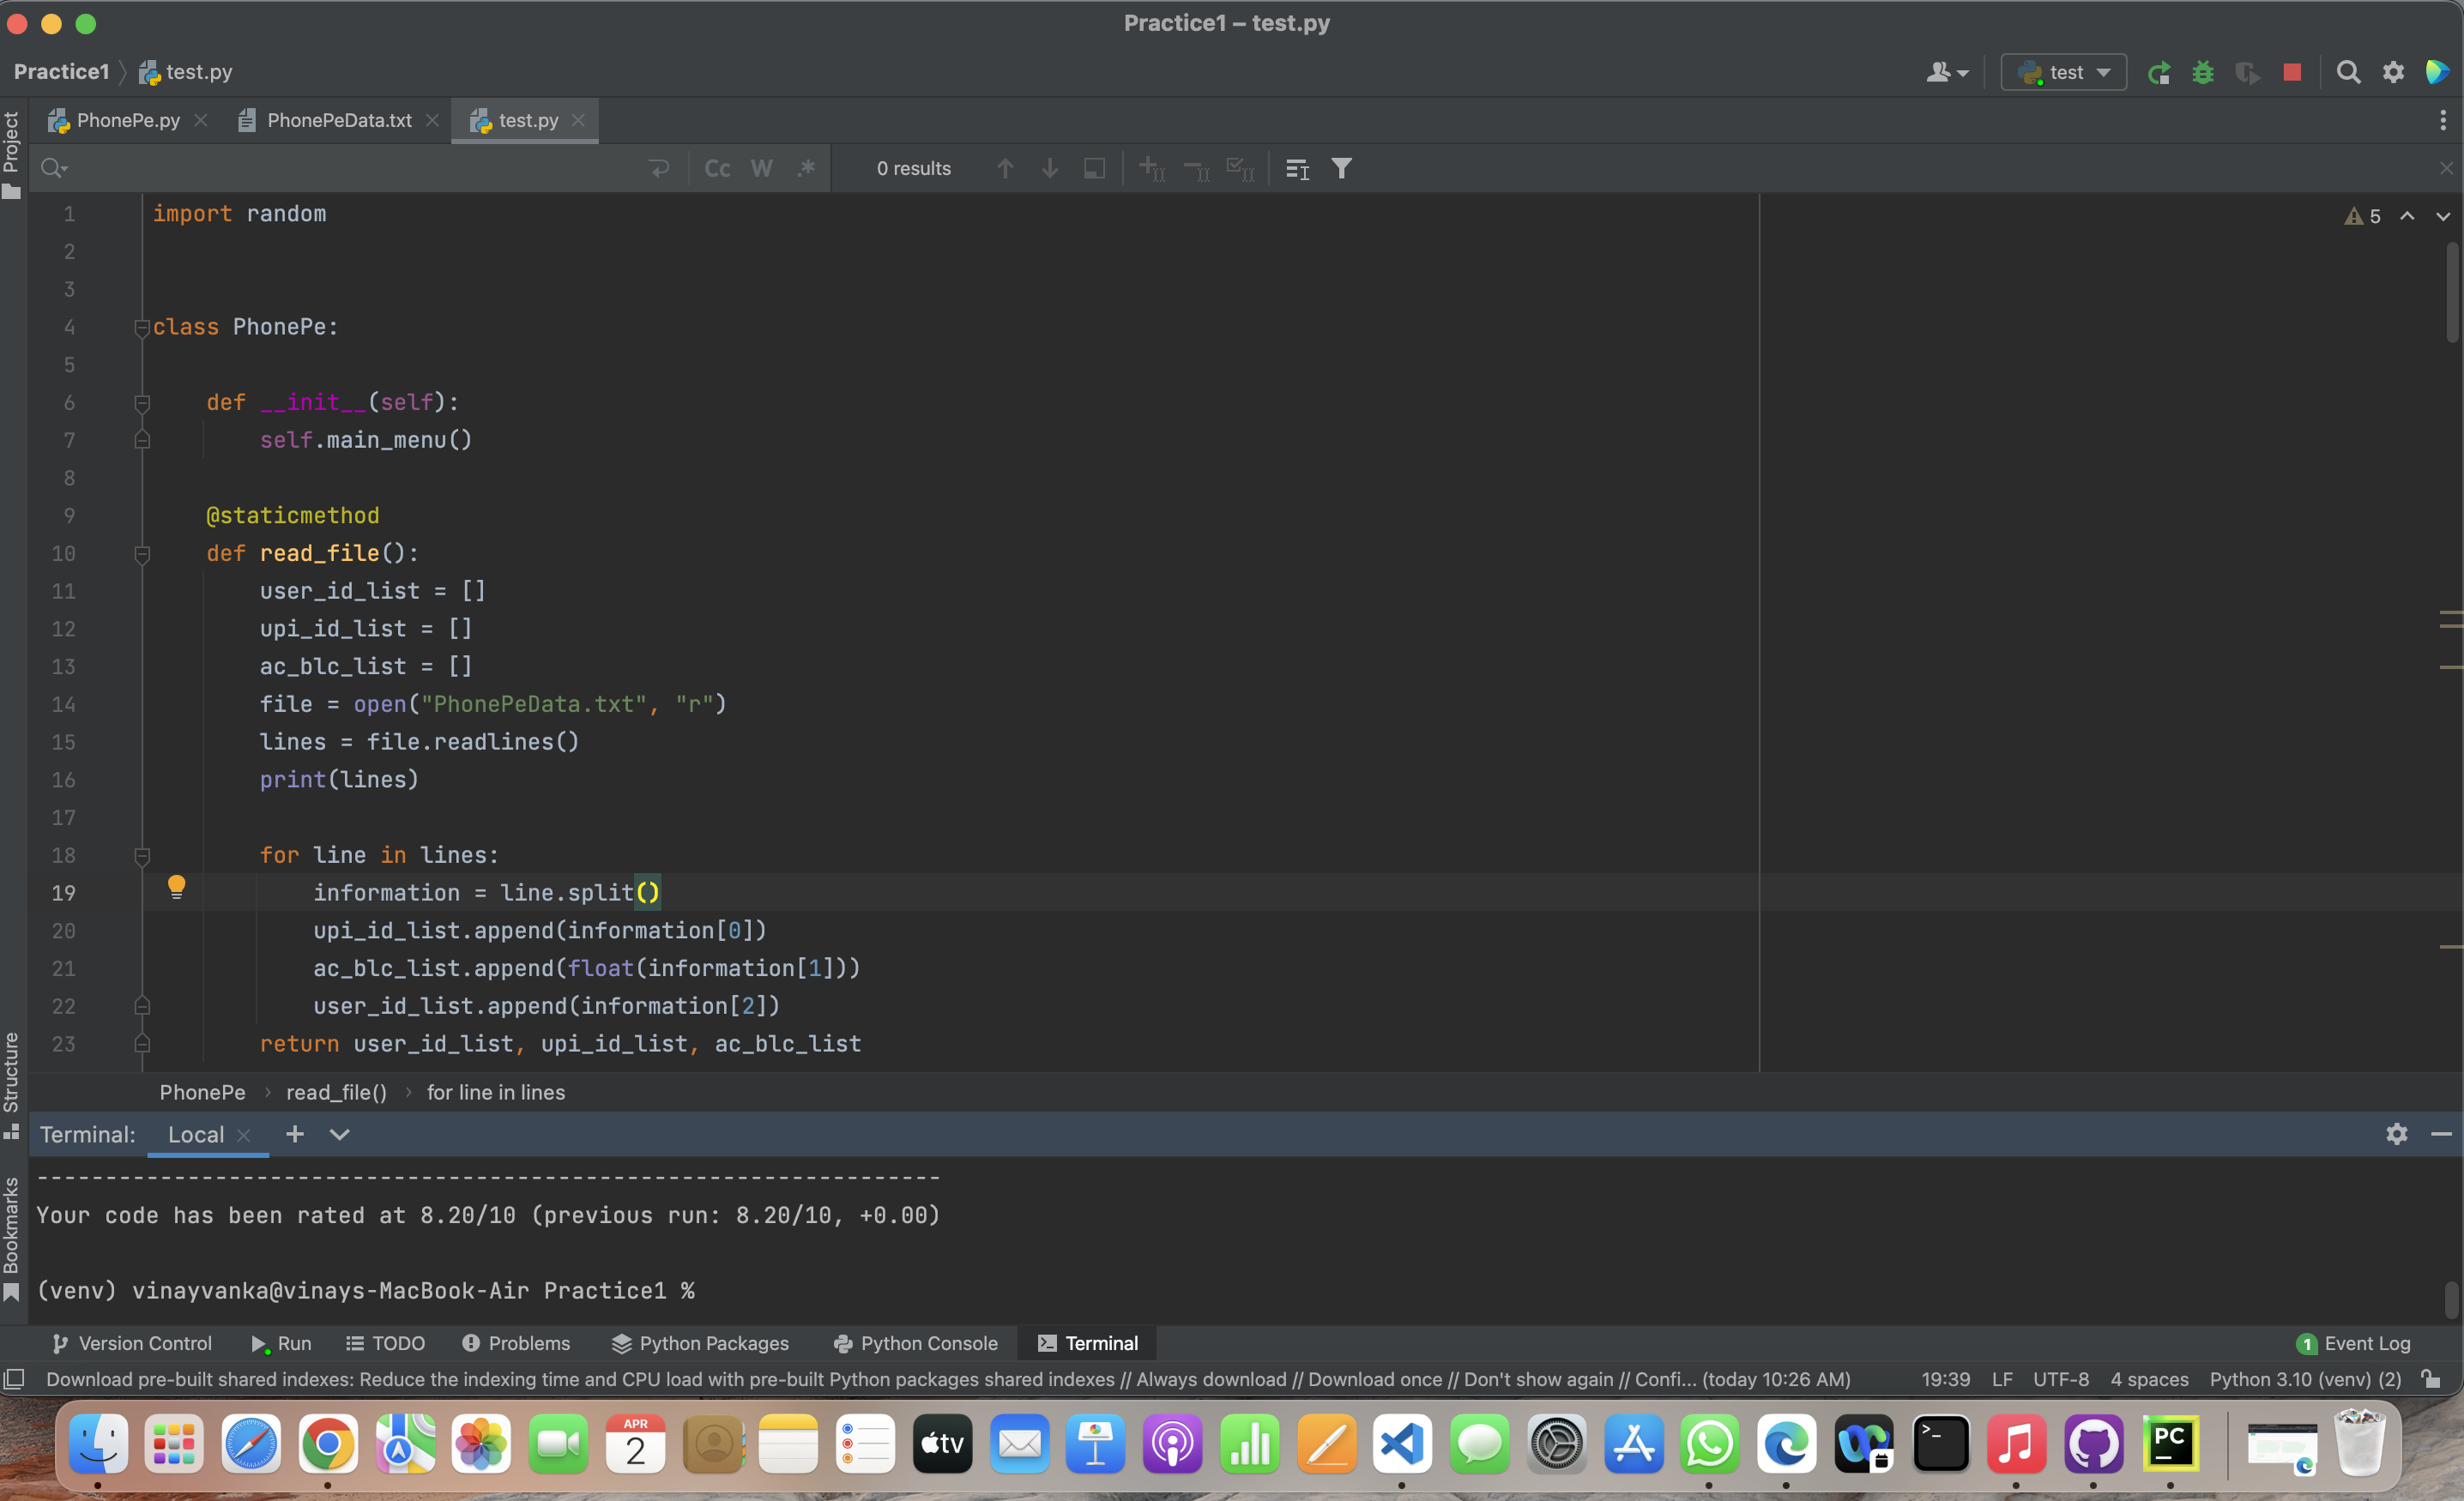 Practice1 – test.py
Practice1 test.py
test
Project
PhonePe.py PhonePeData.txt test.py
Cc W .* 0 results
5
1 import random
2
3
4 class PhonePe:
5
6 def __init__(self):
7 self.main_menu()
8
9 @staticmethod
10 def read_file():
11 user_id_list = []
12 upi_id_list = []
13 ac_blc_list = []
14 file = open("PhonePeData.txt", "r")
15 lines = file.readlines()
16 print(lines)
17
18 for line in lines:
19 information = line.split()
20 upi_id_list.append(information[0])
21 ac_blc_list.append(float(information[1]))
22 user_id_list.append(information[2])
23 return user_id_list, upi_id_list, ac_blc_list
Structure
Bookmarks
PhonePe › read_file() › for line in lines
Terminal: Local
-------------------------------------------------------------------
Your code has been rated at 8.20/10 (previous run: 8.20/10, +0.00)
(venv) vinayvanka@vinays-MacBook-Air Practice1 %
Version Control Run TODO Problems Python Packages Python Console Terminal 1 Event Log
Download pre-built shared indexes: Reduce the indexing time and CPU load with pre-built Python packages shared indexes // Always download // Download once // Don't show again // Confi... (today 10:26 AM) 19:39 LF UTF-8 4 spaces Python 3.10 (venv) (2)
APR
2
tv
>_
PC